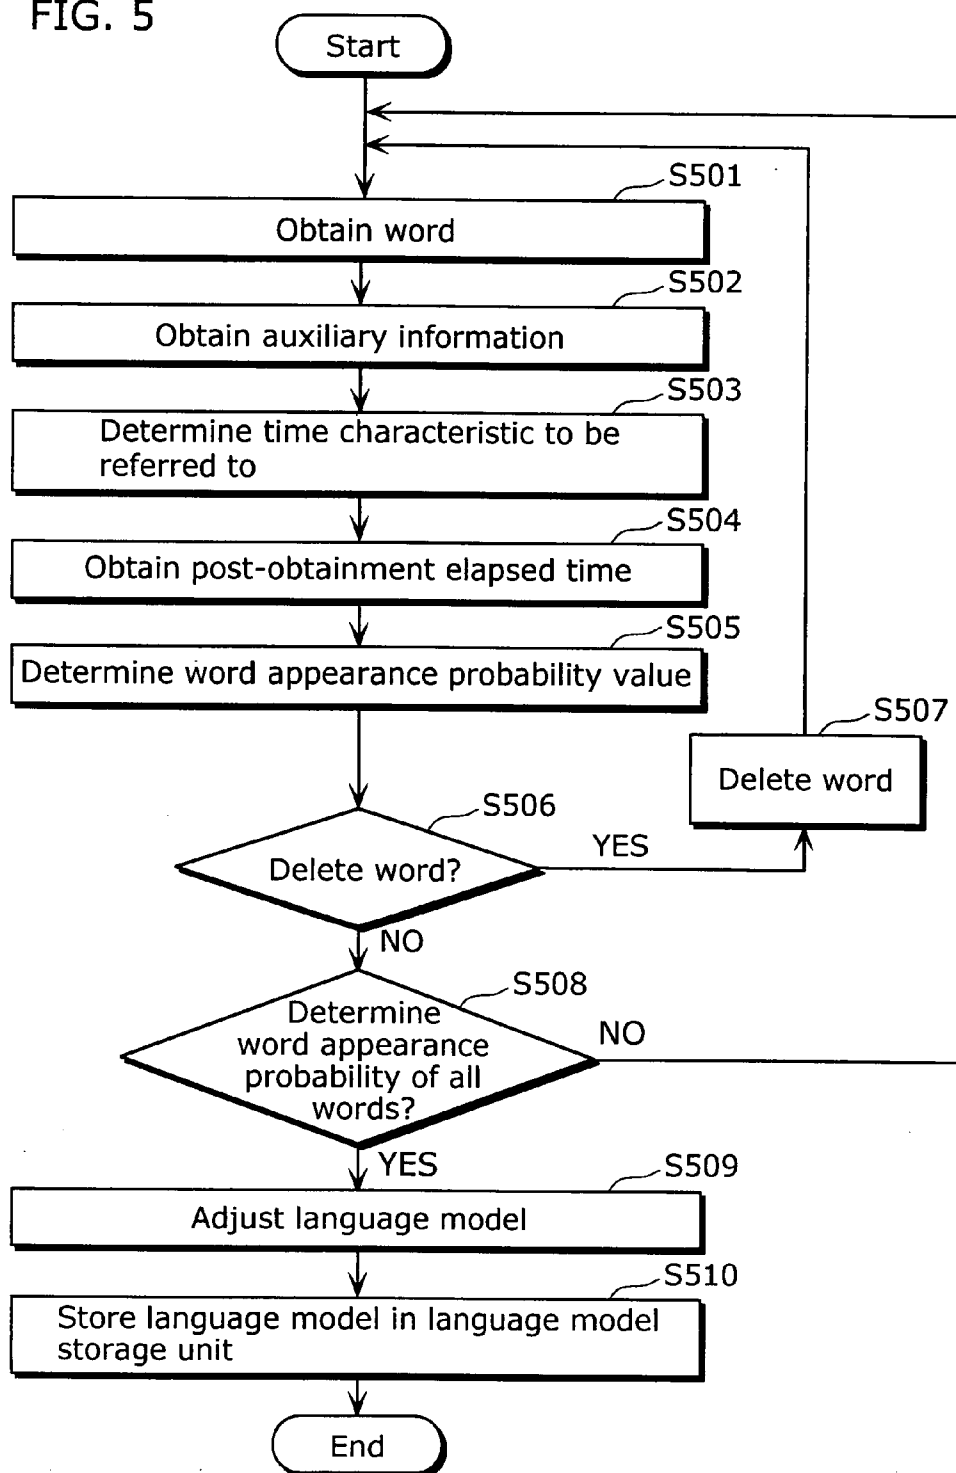 FIG. 5
Start
S501
Obtain word
S502
Obtain auxiliary information
S503
Determine time characteristic to be
referred to
S504
Obtain post-obtainment elapsed time
S505
Determine word appearance probability value
S507
Delete word
S506
Delete word?
YES
NO
S508
Determine
word appearance
probability of all
words?
NO
YES
S509
Adjust language model
S510
Store language model in language model
storage unit
End